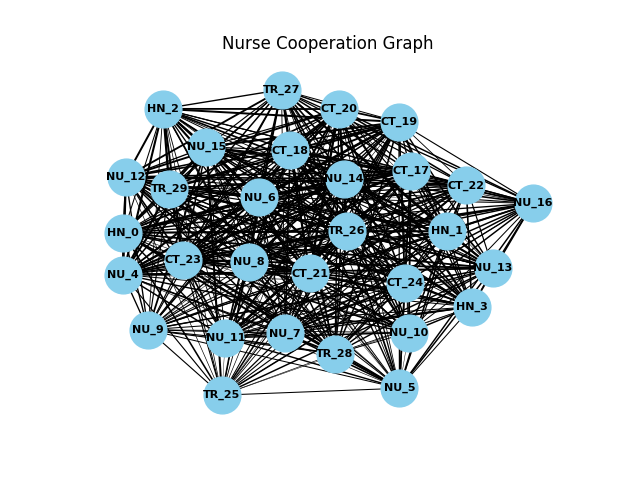 Nurse Cooperation Graph
TR_27
HN_2
CT_20
CT_19
NU_15
CT_18
CT_17
NU_12
NU_14
CT_22
TR_29
NU_6
NU_16
HN_0
TR_26
HN_1
CT_23
NU_8
NU_13
NU_4
CT_21
CT_24
HN_3
NU_9
NU_11
NU_7
NU_10
TR_28
TR_25
NU_5